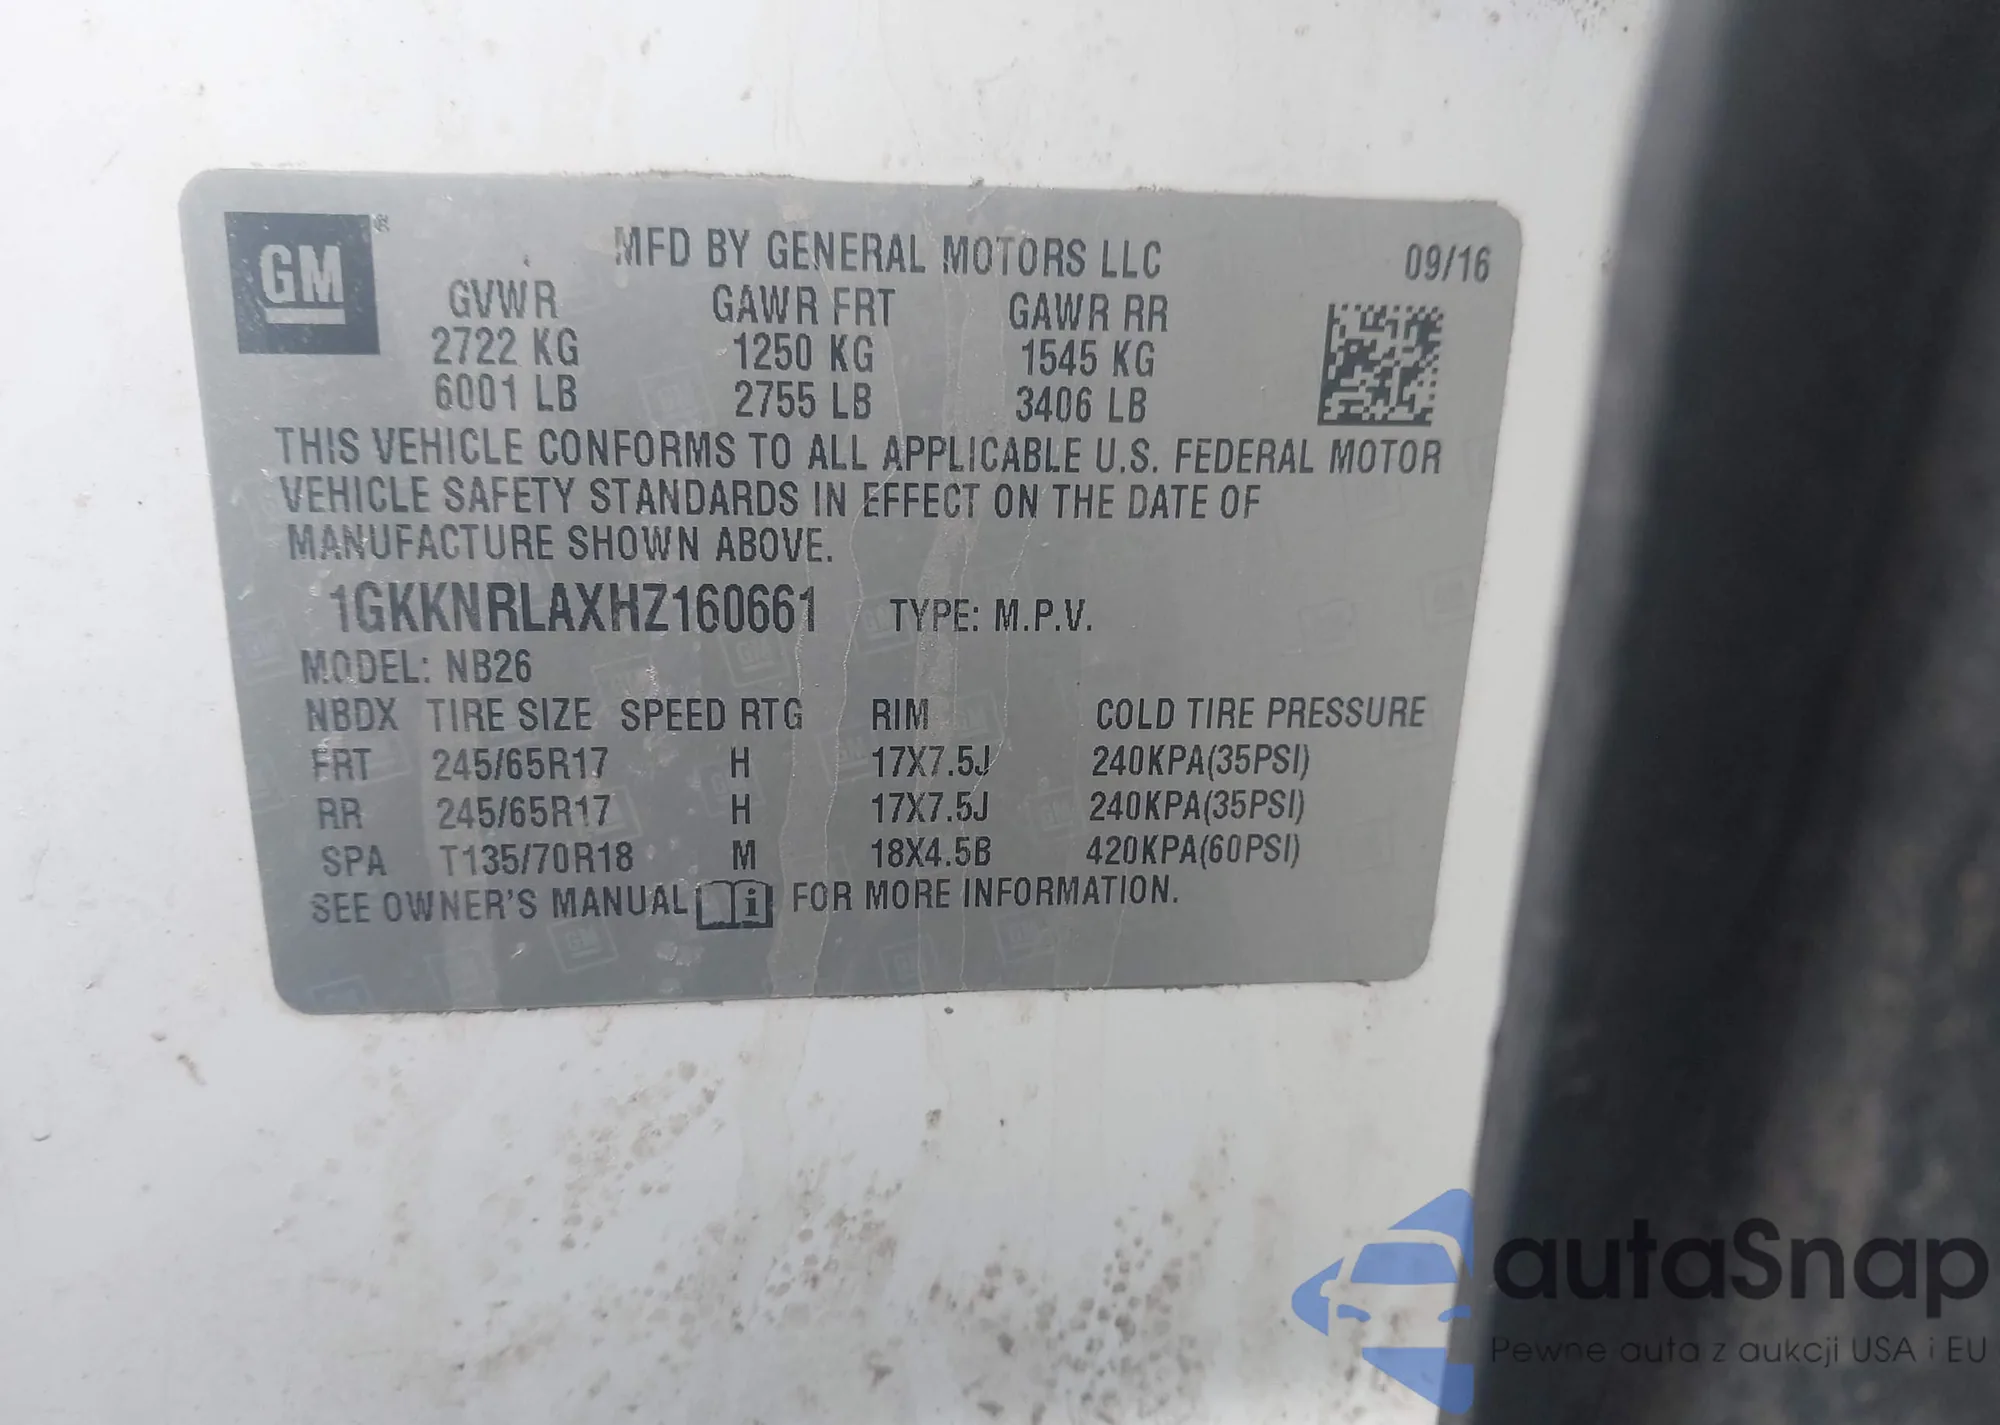 GM
MFD BY GENERAL MOTORS LLC 09/16
GVWR GAWR FRT GAWR RR
2722 KG 1250 KG 1545 KG
6001 LB 2755 LB 3406 LB
THIS VEHICLE CONFORMS TO ALL APPLICABLE U.S. FEDERAL MOTOR
VEHICLE SAFETY STANDARDS IN EFFECT ON THE DATE OF
MANUFACTURE SHOWN ABOVE.
1GKKNRLAXHZ160661 TYPE: M.P.V.
MODEL: NB26
NBDX TIRE SIZE SPEED RTG RIM COLD TIRE PRESSURE
FRT 245/65R17 H 17X7.5J 240KPA(35PSI)
RR 245/65R17 H 17X7.5J 240KPA(35PSI)
SPA T135/70R18 M 18X4.5B 420KPA(60PSI)
SEE OWNER'S MANUAL i FOR MORE INFORMATION.
autaSnap
Pewne auta z aukcji USA i EU